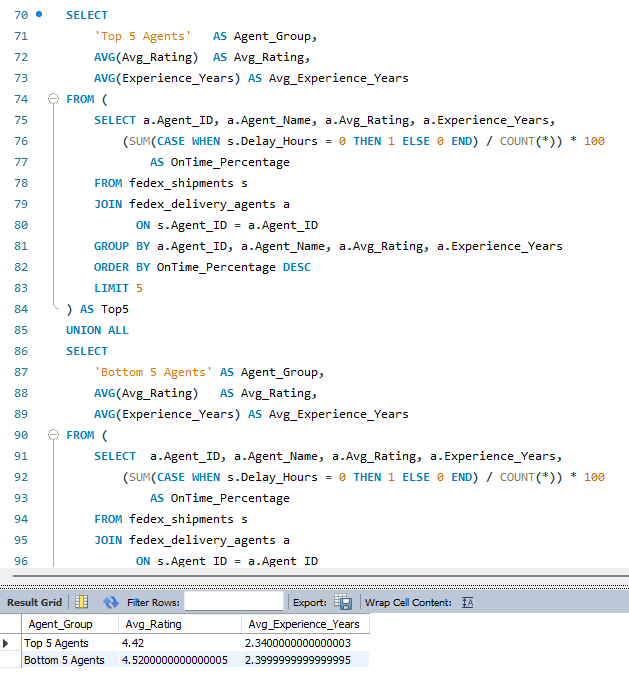 70 SELECT
71 'Top 5 Agents' AS Agent_Group,
72 AVG(Avg_Rating) AS Avg_Rating,
73 AVG(Experience_Years) AS Avg_Experience_Years
74 FROM (
75 SELECT a.Agent_ID, a.Agent_Name, a.Avg_Rating, a.Experience_Years,
76 (SUM(CASE WHEN s.Delay_Hours = 0 THEN 1 ELSE 0 END) / COUNT(*)) * 100
77 AS OnTime_Percentage
78 FROM fedex_shipments s
79 JOIN fedex_delivery_agents a
80 ON s.Agent_ID = a.Agent_ID
81 GROUP BY a.Agent_ID, a.Agent_Name, a.Avg_Rating, a.Experience_Years
82 ORDER BY OnTime_Percentage DESC
83 LIMIT 5
84 ) AS Top5
85 UNION ALL
86 SELECT
87 'Bottom 5 Agents' AS Agent_Group,
88 AVG(Avg_Rating) AS Avg_Rating,
89 AVG(Experience_Years) AS Avg_Experience_Years
90 FROM (
91 SELECT a.Agent_ID, a.Agent_Name, a.Avg_Rating, a.Experience_Years,
92 (SUM(CASE WHEN s.Delay_Hours = 0 THEN 1 ELSE 0 END) / COUNT(*)) * 100
93 AS OnTime_Percentage
94 FROM fedex_shipments s
95 JOIN fedex_delivery_agents a
96 ON s.Agent_ID = a.Agent_ID
Result Grid Filter Rows: Export: Wrap Cell Content:
Agent_Group Avg_Rating Avg_Experience_Years
Top 5 Agents 4.42 2.3400000000000003
Bottom 5 Agents 4.5200000000000005 2.3999999999999995